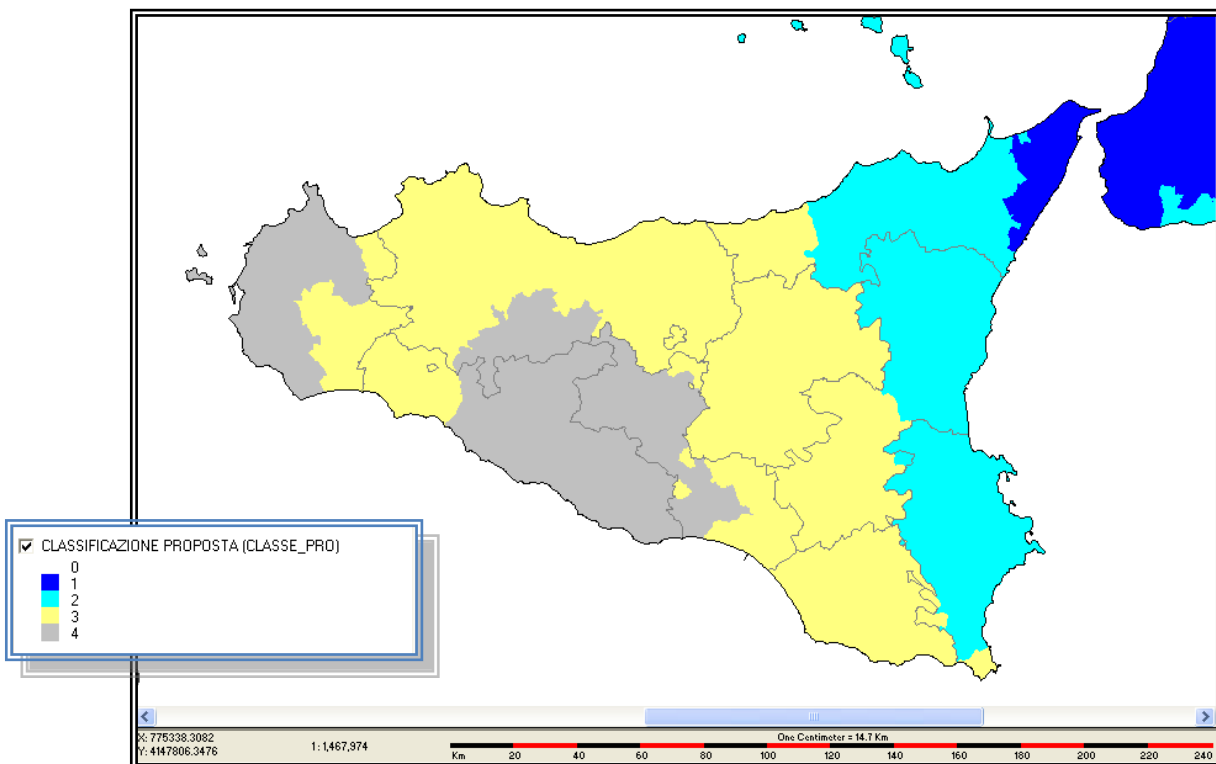 CLASSIFICAZIONE PROPOSTA (CLASSE_PRO)
0
1
2
3
4
X: 775338.3082
Y: 4147806.3476
1: 1,467,974
One Centimeter = 14.7 Km
Km 20 40 60 80 100 120 140 160 180 200 220 240